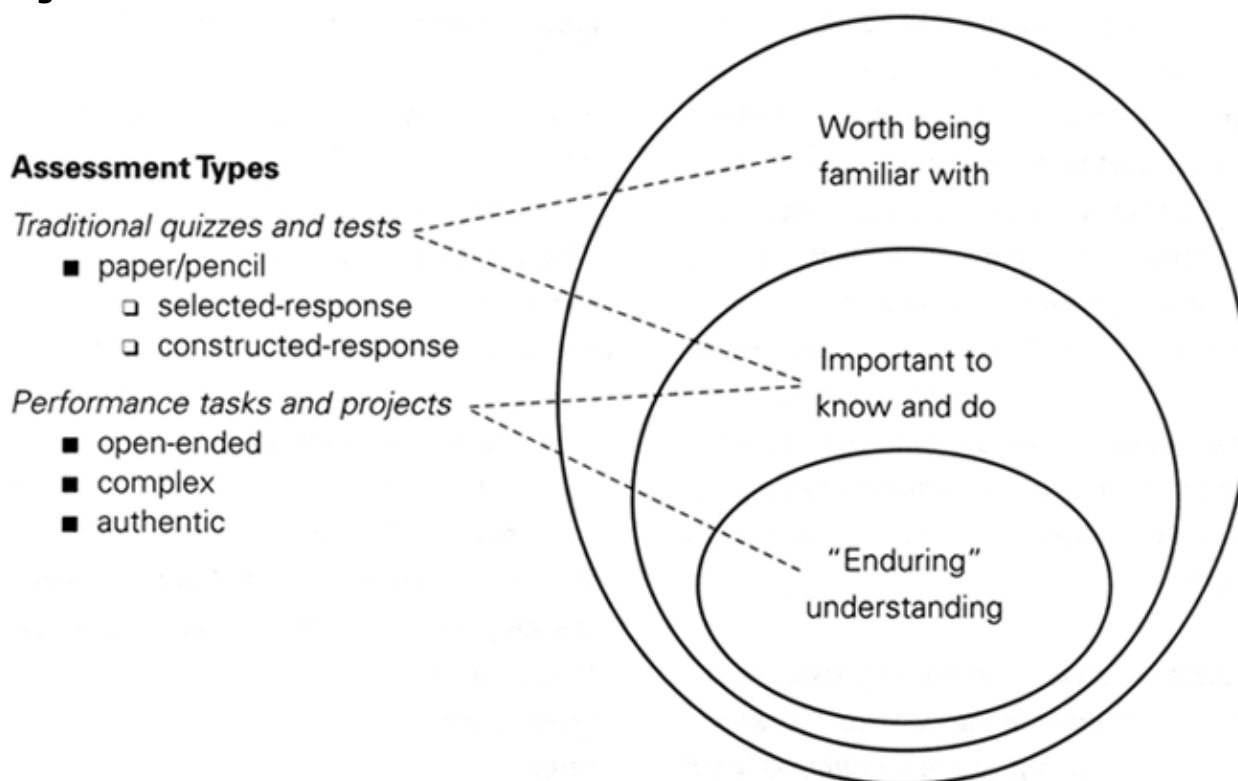 Assessment Types
Traditional quizzes and tests
■ paper/pencil
❑ selected-response
❑ constructed-response
Performance tasks and projects
■ open-ended
■ complex
■ authentic
Worth being
familiar with
Important to
know and do
“Enduring”
understanding